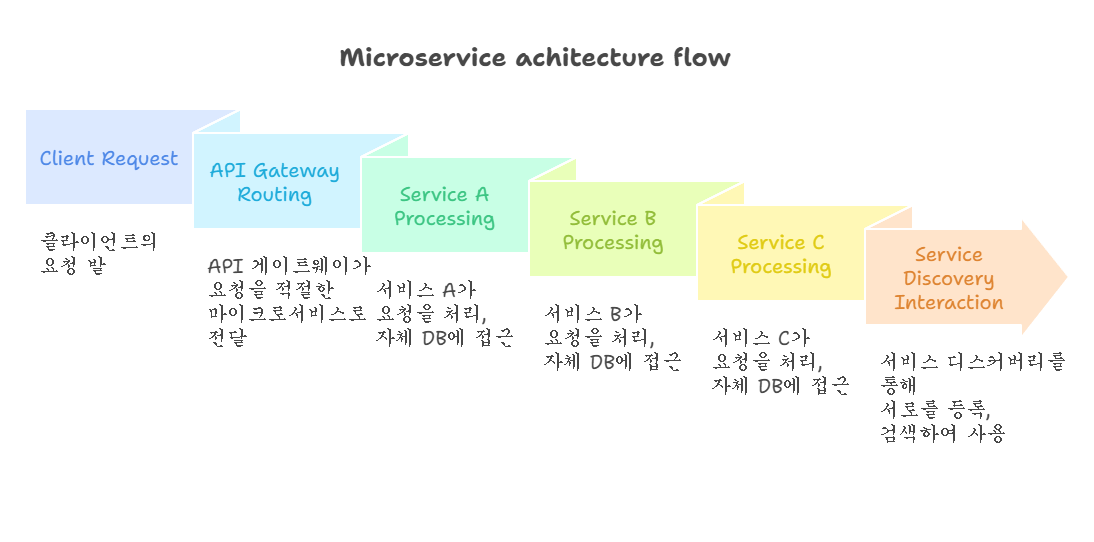 Microservice achitecture flow
Client Request
클라이언트의
요청 발
API Gateway
Routing
API 게이트웨이가
요청을 적절한
마이크로서비스로
전달
Service A
Processing
서비스 A가
요청을 처리,
자체 DB에 접근
Service B
Processing
서비스 B가
요청을 처리,
자체 DB에 접근
Service C
Processing
서비스 C가
요청을 처리,
자체 DB에 접근
Service
Discovery
Interaction
서비스 디스커버리를
통해
서로를 등록,
검색하여 사용